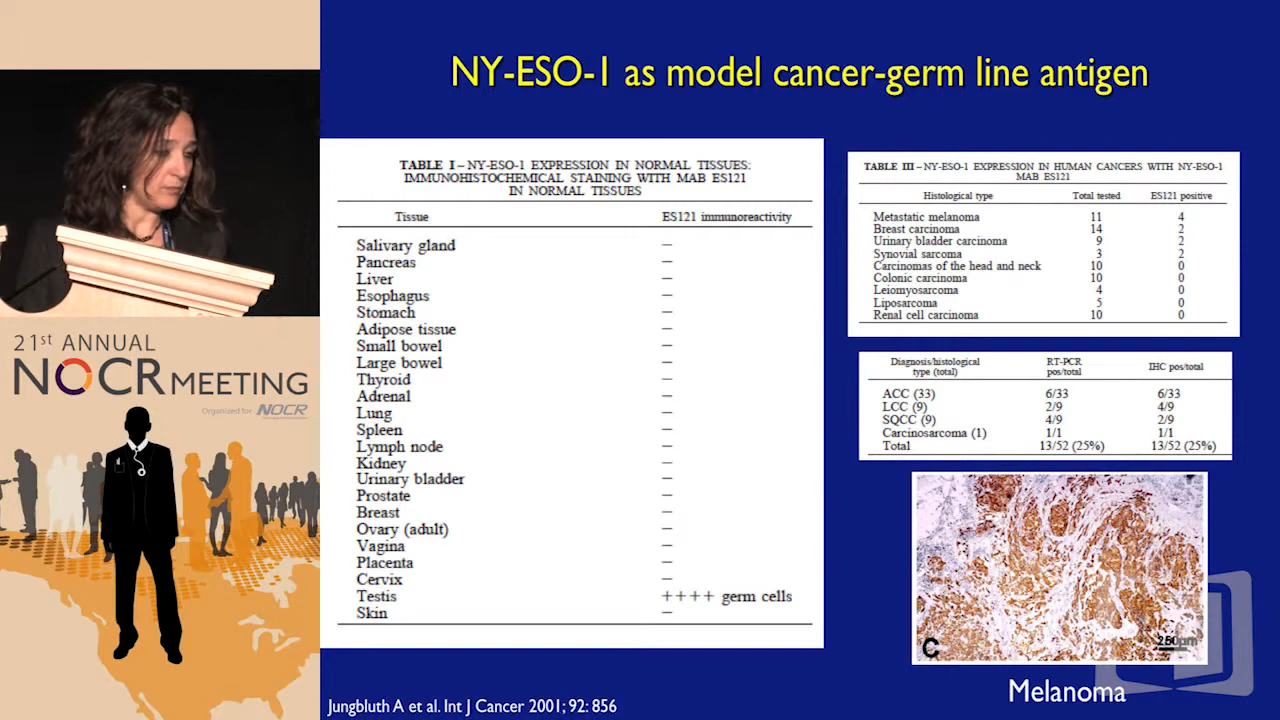 NY-ESO-1 as model cancer-germ line antigen
TABLE I – NY-ESO-1 EXPRESSION IN NORMAL TISSUES:
IMMUNOHISTOCHEMICAL STAINING WITH MAB ES121
IN NORMAL TISSUES
Tissue ES121 immunoreactivity
Salivary gland –
Pancreas –
Liver –
Esophagus –
Stomach –
Adipose tissue –
Small bowel –
Large bowel –
Thyroid –
Adrenal –
Lung –
Spleen –
Lymph node –
Kidney –
Urinary bladder –
Prostate –
Breast –
Ovary (adult) –
Vagina –
Placenta –
Cervix –
Testis ++++ germ cells
Skin –
TABLE III – NY-ESO-1 EXPRESSION IN HUMAN CANCERS WITH NY-ESO-1
MAB ES121
Histological type Total tested ES121 positive
Metastatic melanoma 11 4
Breast carcinoma 14 2
Urinary bladder carcinoma 9 2
Synovial sarcoma 3 2
Carcinomas of the head and neck 10 0
Colonic carcinoma 10 0
Leiomyosarcoma 4 0
Liposarcoma 5 0
Renal cell carcinoma 10 0
Diagnosis/histological
type (total)
RT-PCR
pos/total
IHC pos/total
ACC (33) 6/33 6/33
LCC (9) 2/9 4/9
SQCC (9) 4/9 2/9
Carcinosarcoma (1) 1/1 1/1
Total 13/52 (25%) 13/52 (25%)
C
250µm
Melanoma
Jungbluth A et al. Int J Cancer 2001; 92: 856
21st ANNUAL
NOCR MEETING
Organized for NOCR